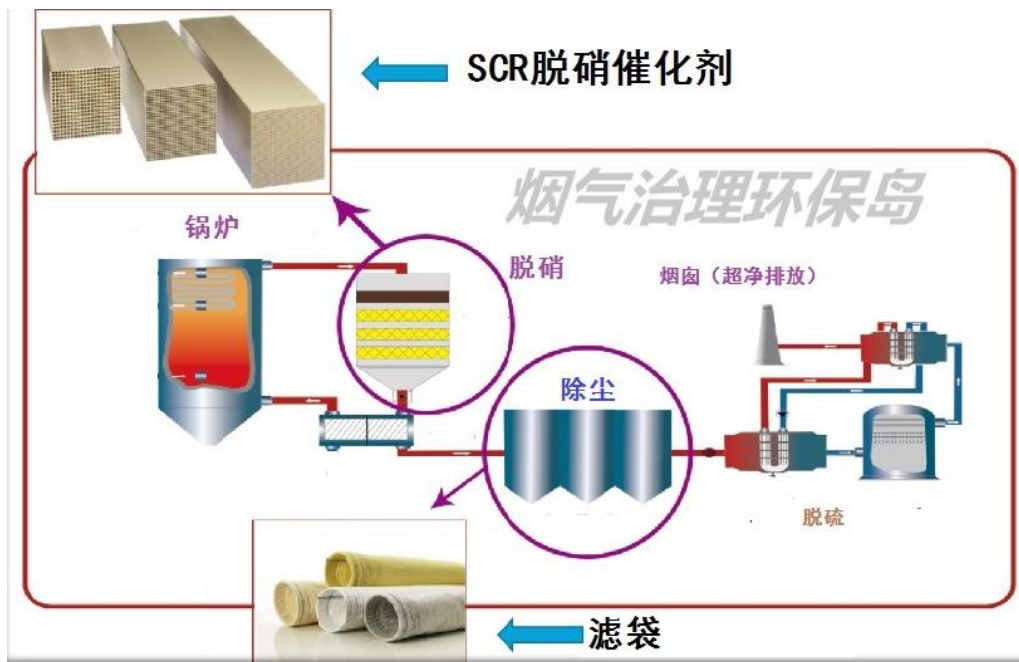 SCR脱硝催化剂
烟气治理环保岛
锅炉
脱硝
烟囱（超净排放）
除尘
脱硫
滤袋